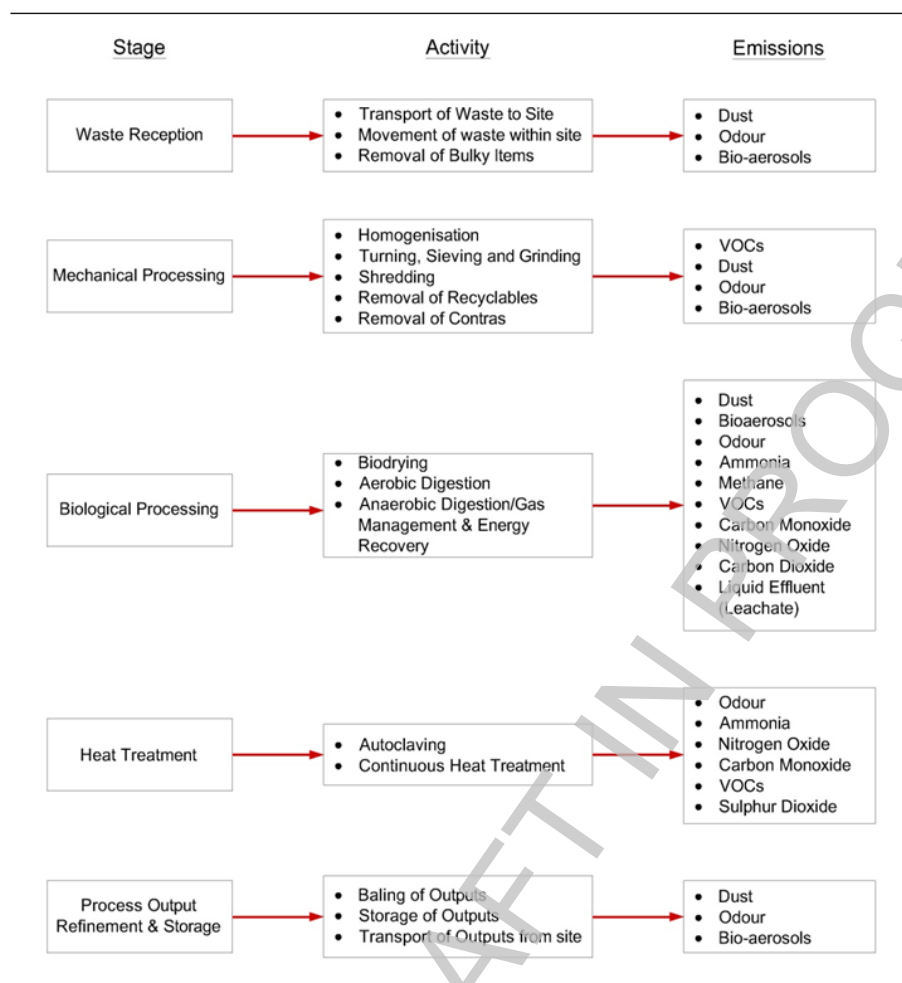 Stage
Activity
Emissions
Waste Reception
• Transport of Waste to Site
• Movement of waste within site
• Removal of Bulky Items
• Dust
• Odour
• Bio-aerosols
Mechanical Processing
• Homogenisation
• Turning, Sieving and Grinding
• Shredding
• Removal of Recyclables
• Removal of Contras
• VOCs
• Dust
• Odour
• Bio-aerosols
Biological Processing
• Biodrying
• Aerobic Digestion
• Anaerobic Digestion/Gas
Management & Energy
Recovery
• Dust
• Bioaerosols
• Odour
• Ammonia
• Methane
• VOCs
• Carbon Monoxide
• Nitrogen Oxide
• Carbon Dioxide
• Liquid Effluent
(Leachate)
Heat Treatment
• Autoclaving
• Continuous Heat Treatment
• Odour
• Ammonia
• Nitrogen Oxide
• Carbon Monoxide
• VOCs
• Sulphur Dioxide
Process Output
Refinement & Storage
• Baling of Outputs
• Storage of Outputs
• Transport of Outputs from site
• Dust
• Odour
• Bio-aerosols
AFT IN PROG